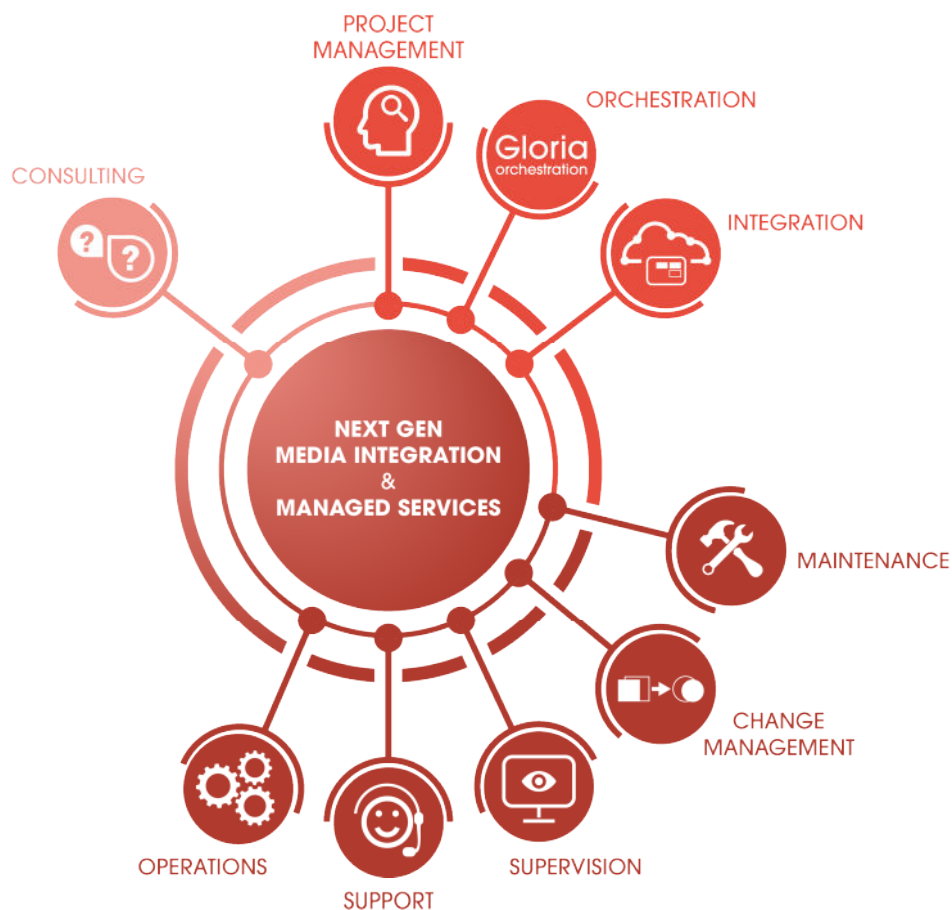 PROJECT
MANAGEMENT
ORCHESTRATION
Gloria
orchestration
CONSULTING
? ?
INTEGRATION
NEXT GEN
MEDIA INTEGRATION
&
MANAGED SERVICES
MAINTENANCE
CHANGE
MANAGEMENT
OPERATIONS
SUPERVISION
SUPPORT